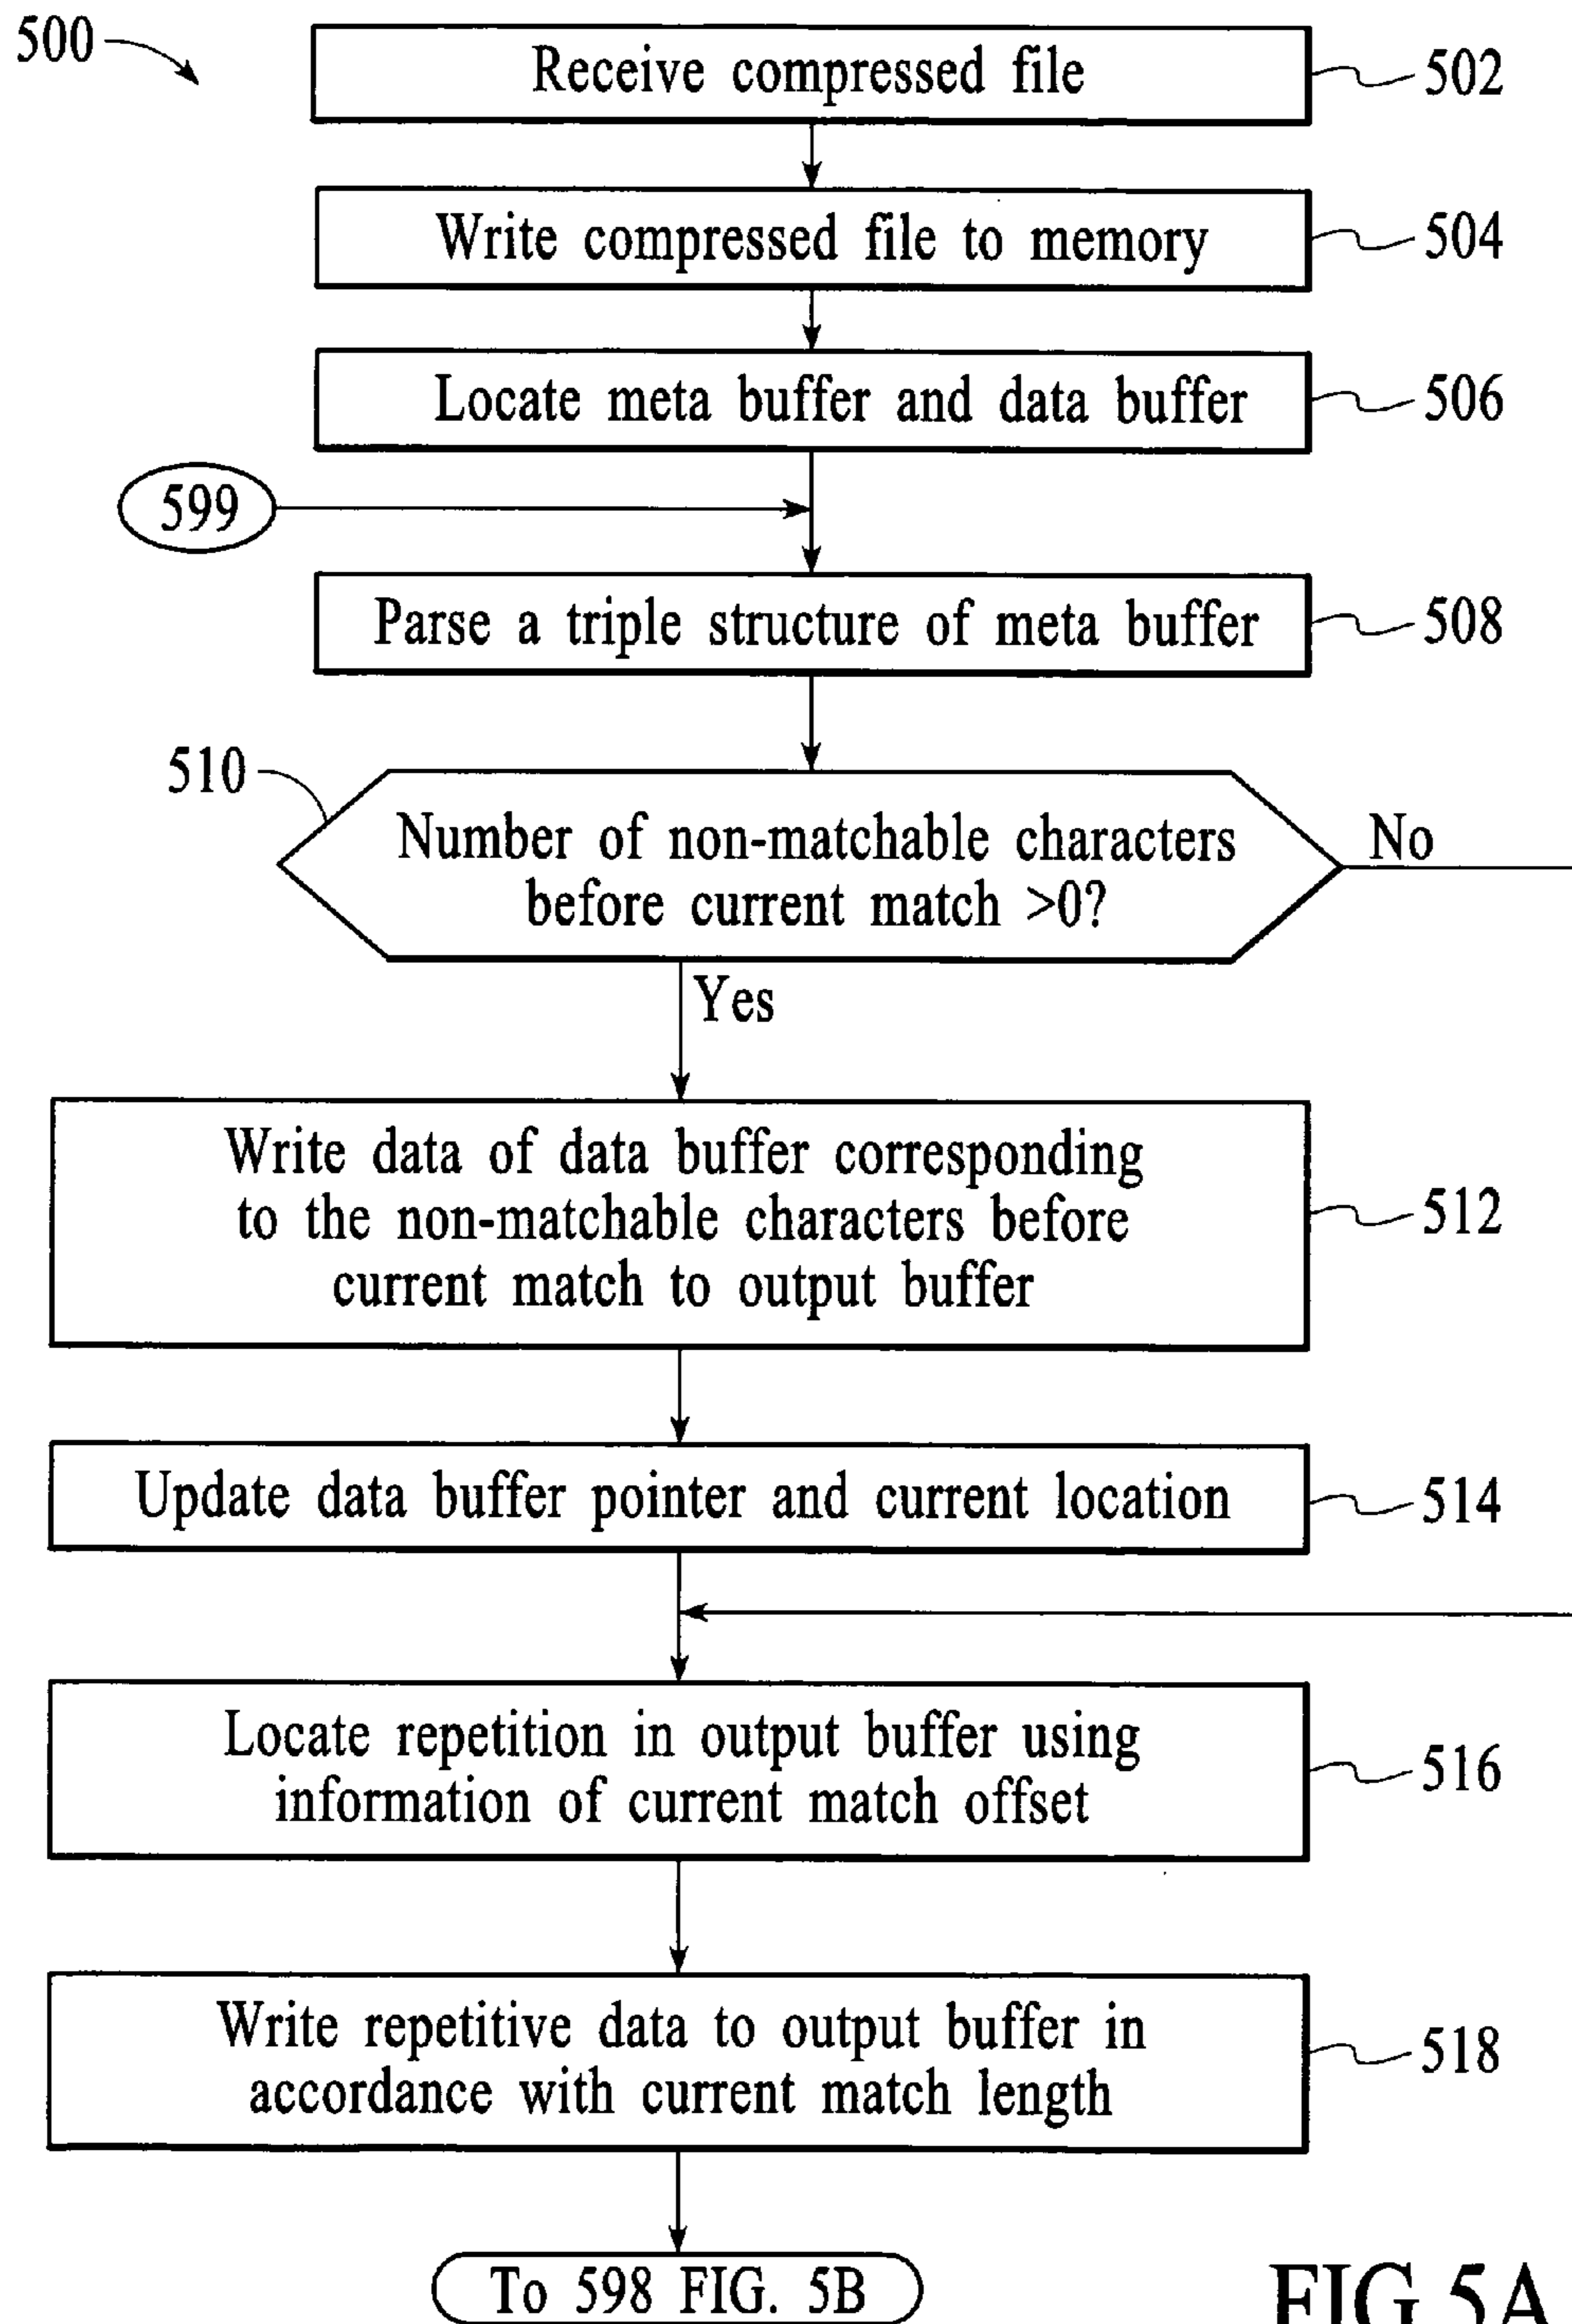 500
Receive compressed file
502
Write compressed file to memory
504
Locate meta buffer and data buffer
506
599
Parse a triple structure of meta buffer
508
510
Number of non-matchable characters
before current match >0?
No
Yes
Write data of data buffer corresponding
to the non-matchable characters before
current match to output buffer
512
Update data buffer pointer and current location
514
Locate repetition in output buffer using
information of current match offset
516
Write repetitive data to output buffer in
accordance with current match length
518
To 598 FIG. 5B
FIG.5A